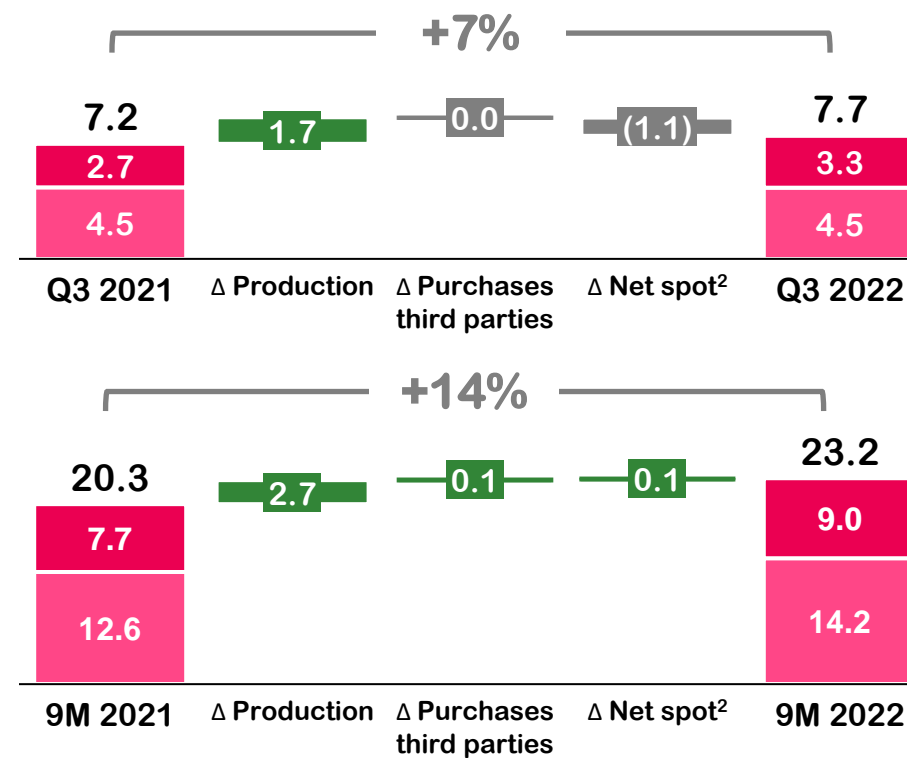 +7%
7.2
1.7
0.0
(1.1)
7.7
2.7
3.3
4.5
4.5
Q3 2021
Δ Production
Δ Purchases
third parties
Δ Net spot²
Q3 2022
+14%
20.3
2.7
0.1
0.1
23.2
7.7
9.0
12.6
14.2
9M 2021
Δ Production
Δ Purchases
third parties
Δ Net spot²
9M 2022